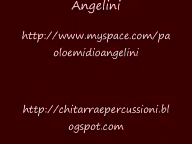 Angelini
http://www.myspace.com/pa
oloemidioangelini
http://chitarraepercussioni.bl
ogspot.com